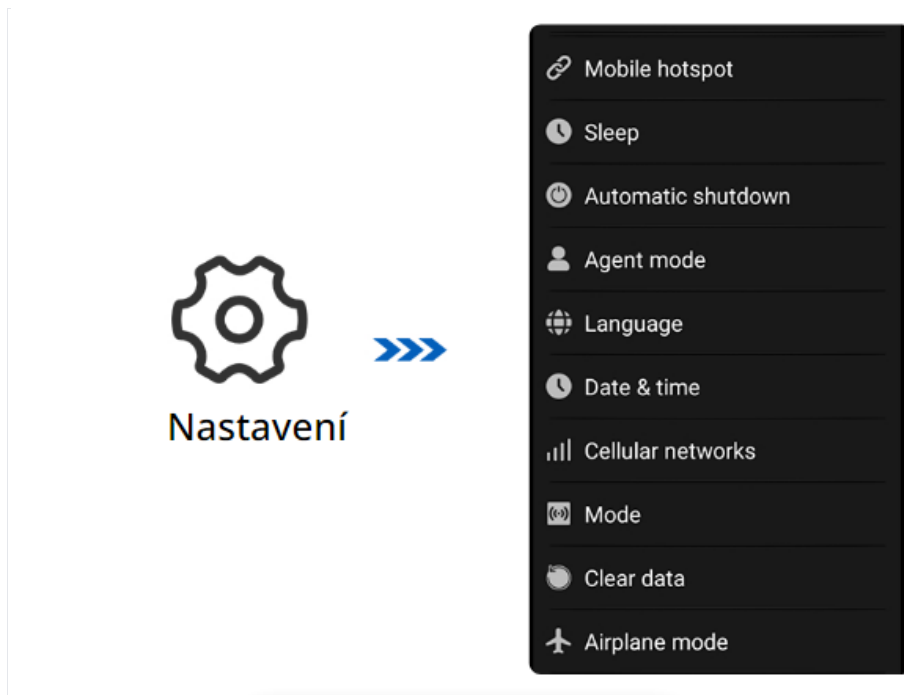 Nastavení
Mobile hotspot
Sleep
Automatic shutdown
Agent mode
Language
Date & time
Cellular networks
Mode
Clear data
Airplane mode